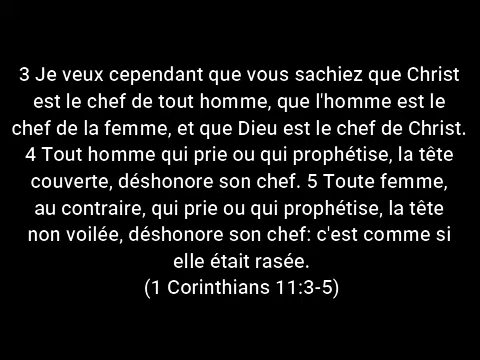 3 Je veux cependant que vous sachiez que Christ
est le chef de tout homme, que l'homme est le
chef de la femme, et que Dieu est le chef de Christ.
4 Tout homme qui prie ou qui prophétise, la tête
couverte, déshonore son chef. 5 Toute femme,
au contraire, qui prie ou qui prophétise, la tête
non voilée, déshonore son chef: c'est comme si
elle était rasée.
(1 Corinthians 11:3-5)